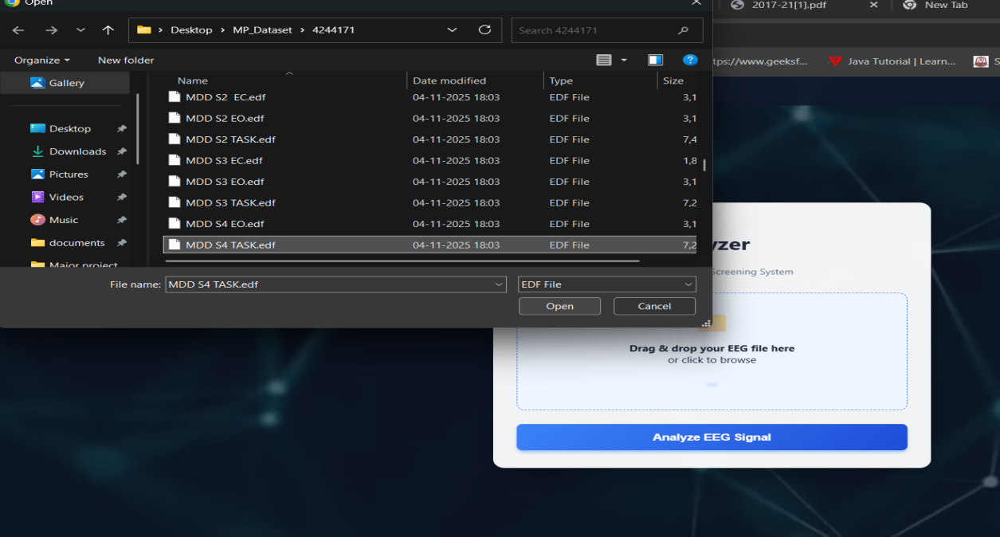 Open
2017-21[1].pdf
New Tab
Desktop > MP_Dataset > 4244171
Search 4244171
Organize
New folder
tps://www.geeksf...
Java Tutorial | Learn...
S
Gallery
Desktop
Downloads
Pictures
Videos
Music
documents
Major project
Name Date modified Type Size
MDD S2  EC.edf 04-11-2025 18:03 EDF File 3,1
MDD S2 EO.edf 04-11-2025 18:03 EDF File 3,1
MDD S2 TASK.edf 04-11-2025 18:03 EDF File 7,4
MDD S3 EC.edf 04-11-2025 18:03 EDF File 1,8
MDD S3 EO.edf 04-11-2025 18:03 EDF File 3,1
MDD S3 TASK.edf 04-11-2025 18:03 EDF File 7,2
MDD S4 EO.edf 04-11-2025 18:03 EDF File 3,1
MDD S4 TASK.edf 04-11-2025 18:03 EDF File 7,2
File name: MDD S4 TASK.edf
EDF File
Open
Cancel
yzer
Screening System
Drag & drop your EEG file here
or click to browse
Analyze EEG Signal